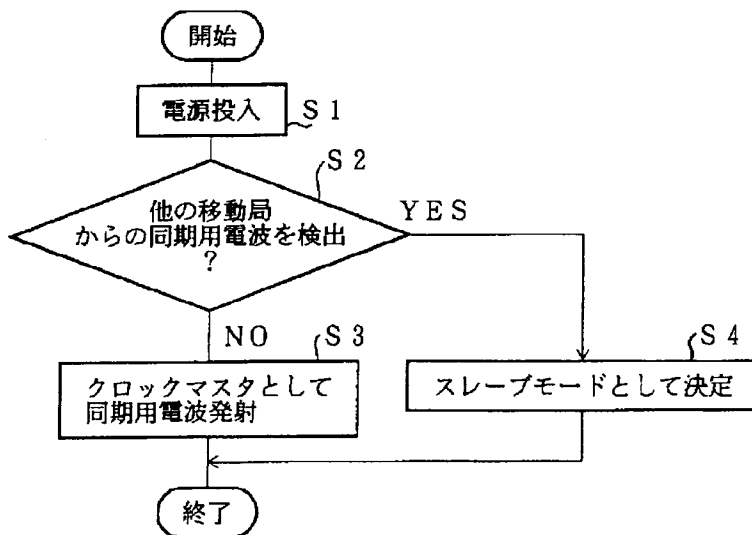 開始
電源投入
S1
S2
他の移動局
からの同期用電波を検出
?
YES
NO
S3
クロックマスタとして
同期用電波発射
S4
スレーブモードとして決定
終了